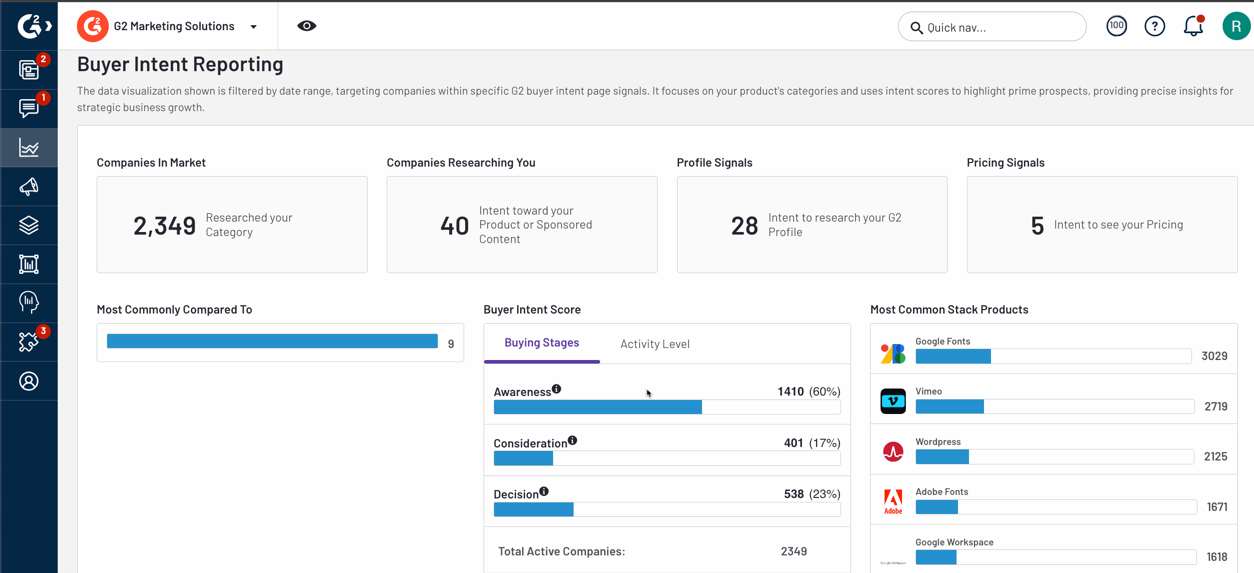 G2
G2
G2 Marketing Solutions
Quick nav...
100
?
R
2
1
3
Buyer Intent Reporting
The data visualization shown is filtered by date range, targeting companies within specific G2 buyer intent page signals. It focuses on your product's categories and uses intent scores to highlight prime prospects, providing precise insights for
strategic business growth.
Companies In Market
2,349
Researched your
Category
Companies Researching You
40
Intent toward your
Product or Sponsored
Content
Profile Signals
28
Intent to research your G2
Profile
Pricing Signals
5
Intent to see your Pricing
Most Commonly Compared To
9
Buyer Intent Score
Buying Stages
Activity Level
Awareness
1410 (60%)
Consideration
401 (17%)
Decision
538 (23%)
Total Active Companies:
2349
Most Common Stack Products
Google Fonts
3029
Vimeo
2719
Wordpress
2125
Adobe
Adobe Fonts
1671
Google Workspace
Google Workspace
1618